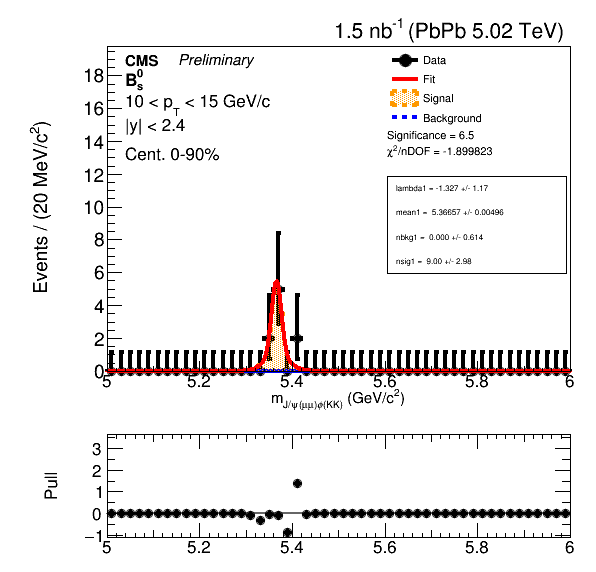 1.5 nb⁻¹ (PbPb 5.02 TeV)
CMS Preliminary
B⁰ₛ
10 < p_T < 15 GeV/c
|y| < 2.4
Cent. 0-90%
Data
Fit
Signal
Background
Significance = 6.5
χ²/nDOF = -1.899823
lambda1 = -1.327 +/- 1.17
mean1 = 5.36657 +/- 0.00496
nbkg1 = 0.000 +/- 0.614
nsig1 = 9.00 +/- 2.98
Events / (20 MeV/c²)
18
16
14
12
10
8
6
4
2
0
5 5.2 5.4 5.6 5.8 6
m_J/ψ(μμ)φ(KK) (GeV/c²)
Pull
3
2
1
0
−1
5 5.2 5.4 5.6 5.8 6